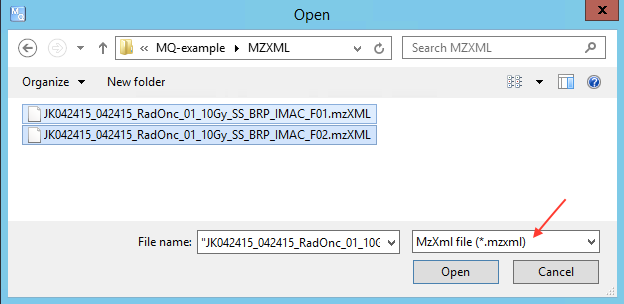 Open
MQ
« MQ-example ▸ MZXML
Search MZXML
Organize
New folder
JK042415_042415_RadOnc_01_10Gy_SS_BRP_IMAC_F01.mzXML
JK042415_042415_RadOnc_01_10Gy_SS_BRP_IMAC_F02.mzXML
File name: "JK042415_042415_RadOnc_01_10G
MzXml file (*.mzxml)
Open
Cancel